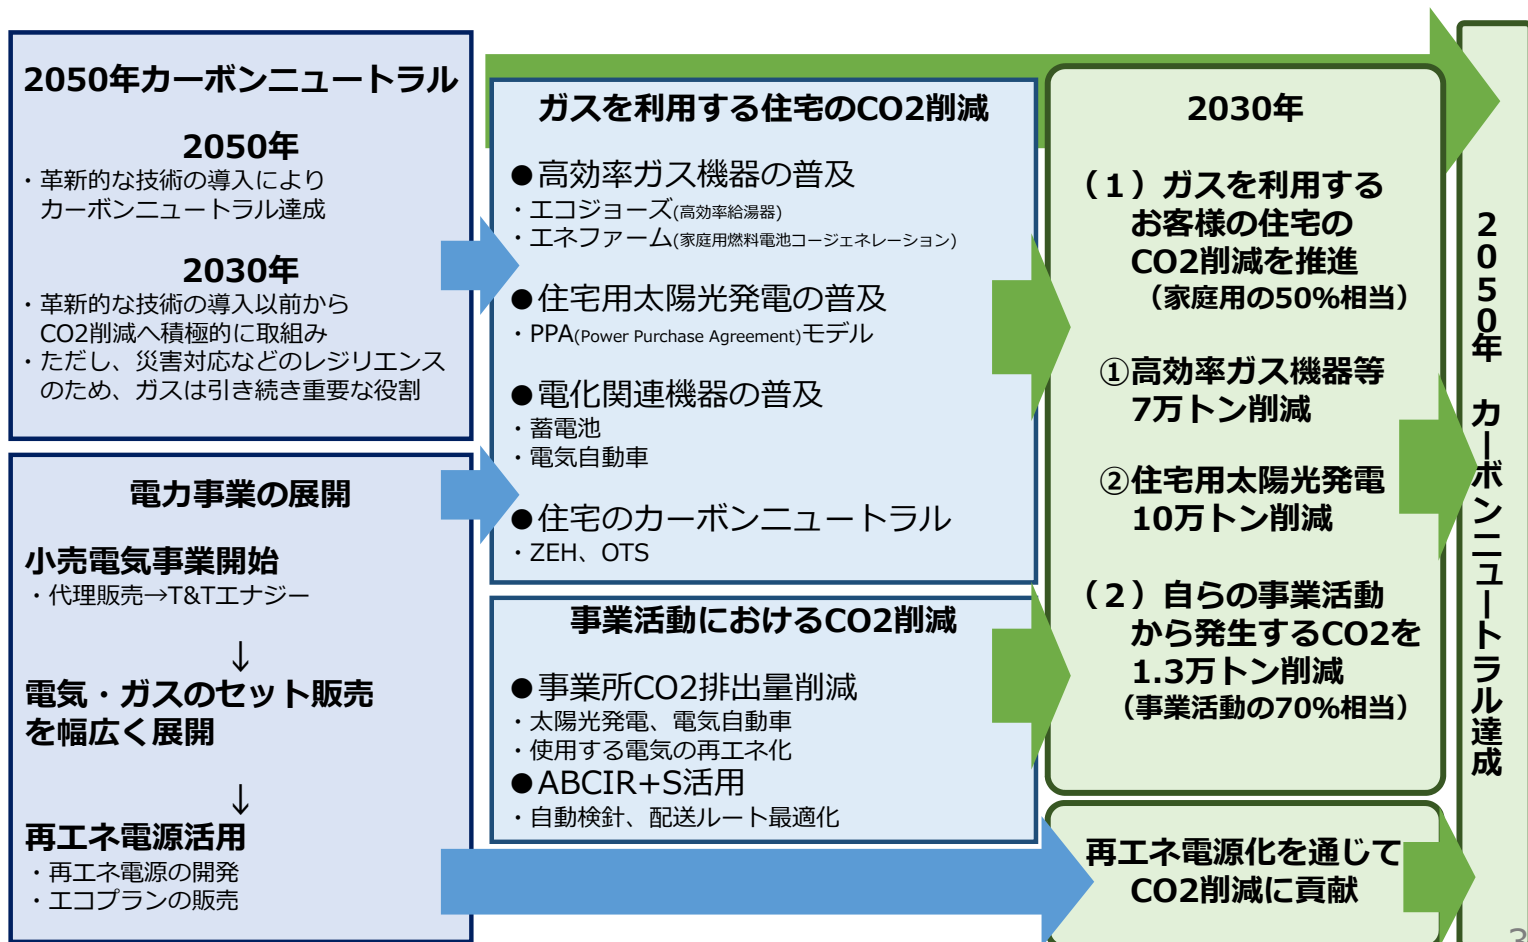 2050年カーボンニュートラル
2050年
・革新的な技術の導入により
カーボンニュートラル達成
2030年
・革新的な技術の導入以前から
CO2削減へ積極的に取組み
・ただし、災害対応などのレジリエンス
のため、ガスは引き続き重要な役割
電力事業の展開
小売電気事業開始
・代理販売→T&Tエナジー
↓
電気・ガスのセット販売
を幅広く展開
↓
再エネ電源活用
・再エネ電源の開発
・エコプランの販売
ガスを利用する住宅のCO2削減
●高効率ガス機器の普及
・エコジョーズ(高効率給湯器)
・エネファーム(家庭用燃料電池コージェネレーション)
●住宅用太陽光発電の普及
・PPA(Power Purchase Agreement)モデル
●電化関連機器の普及
・蓄電池
・電気自動車
●住宅のカーボンニュートラル
・ZEH、OTS
事業活動におけるCO2削減
●事業所CO2排出量削減
・太陽光発電、電気自動車
・使用する電気の再エネ化
●ABCIR+S活用
・自動検針、配送ルート最適化
2030年
（１）ガスを利用する
お客様の住宅の
CO2削減を推進
（家庭用の50%相当）
①高効率ガス機器等
7万トン削減
②住宅用太陽光発電
10万トン削減
（２）自らの事業活動
から発生するCO2を
1.3万トン削減
（事業活動の70%相当）
再エネ電源化を通じて
CO2削減に貢献
2050年 カーボンニュートラル達成
3